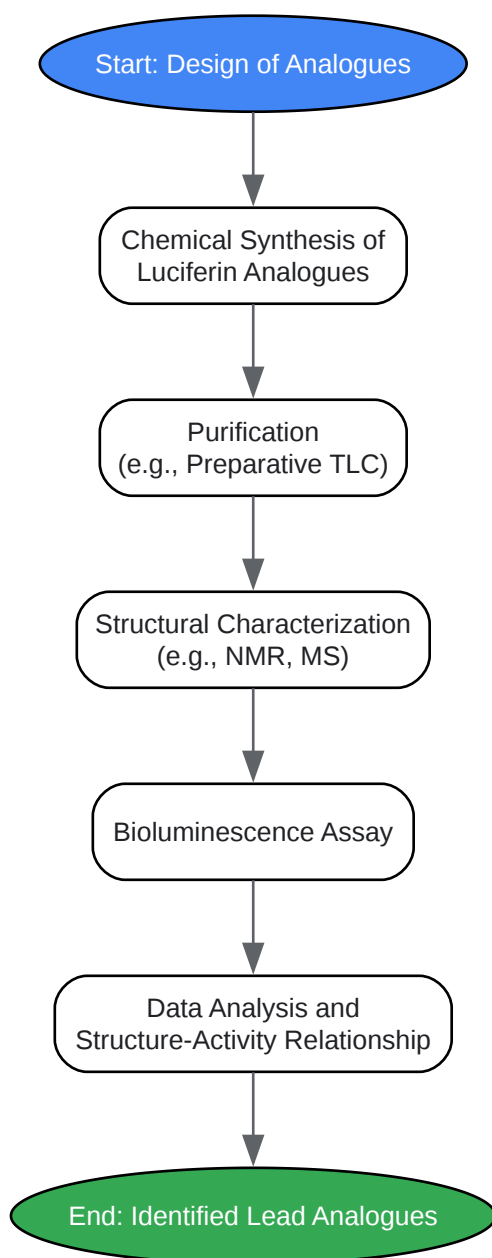 Start: Design of Analogues
Chemical Synthesis of
Luciferin Analogues
Purification
(e.g., Preparative TLC)
Structural Characterization
(e.g., NMR, MS)
Bioluminescence Assay
Data Analysis and
Structure-Activity Relationship
End: Identified Lead Analogues